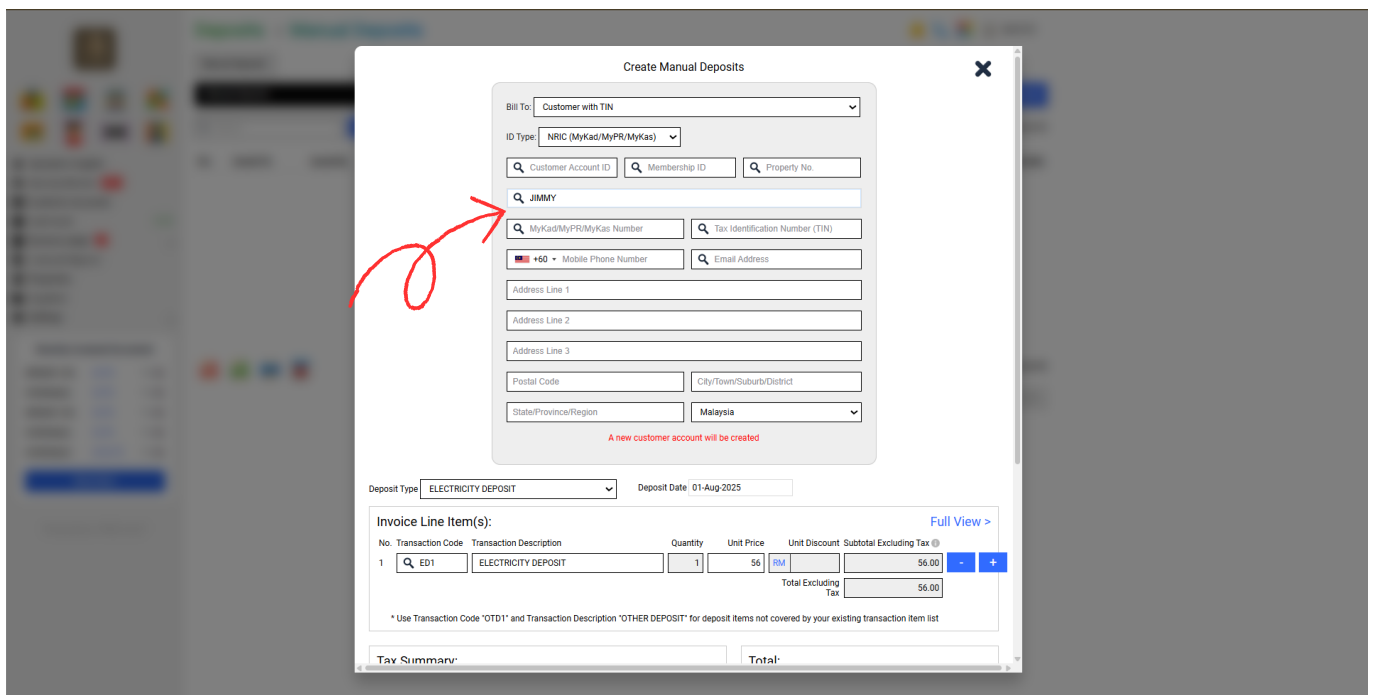 Create Manual Deposits
Bill To: Customer with TIN
ID Type: NRIC (MyKad/MyPR/MyKas)
Customer Account ID Membership ID Property No.
JIMMY
MyKad/MyPR/MyKas Number Tax Identification Number (TIN)
+60 Mobile Phone Number Email Address
Address Line 1
Address Line 2
Address Line 3
Postal Code City/Town/Suburb/District
State/Province/Region Malaysia
A new customer account will be created
Deposit Type ELECTRICITY DEPOSIT Deposit Date 01-Aug-2025
Invoice Line Item(s): Full View >
No. Transaction Code Transaction Description Quantity Unit Price Unit Discount Subtotal Excluding Tax
1 ED1 ELECTRICITY DEPOSIT 1 56 RM 56.00 - +
Total Excluding
Tax 56.00
* Use Transaction Code "OTD1" and Transaction Description "OTHER DEPOSIT" for deposit items not covered by your existing transaction item list
Tax Summary: Total: